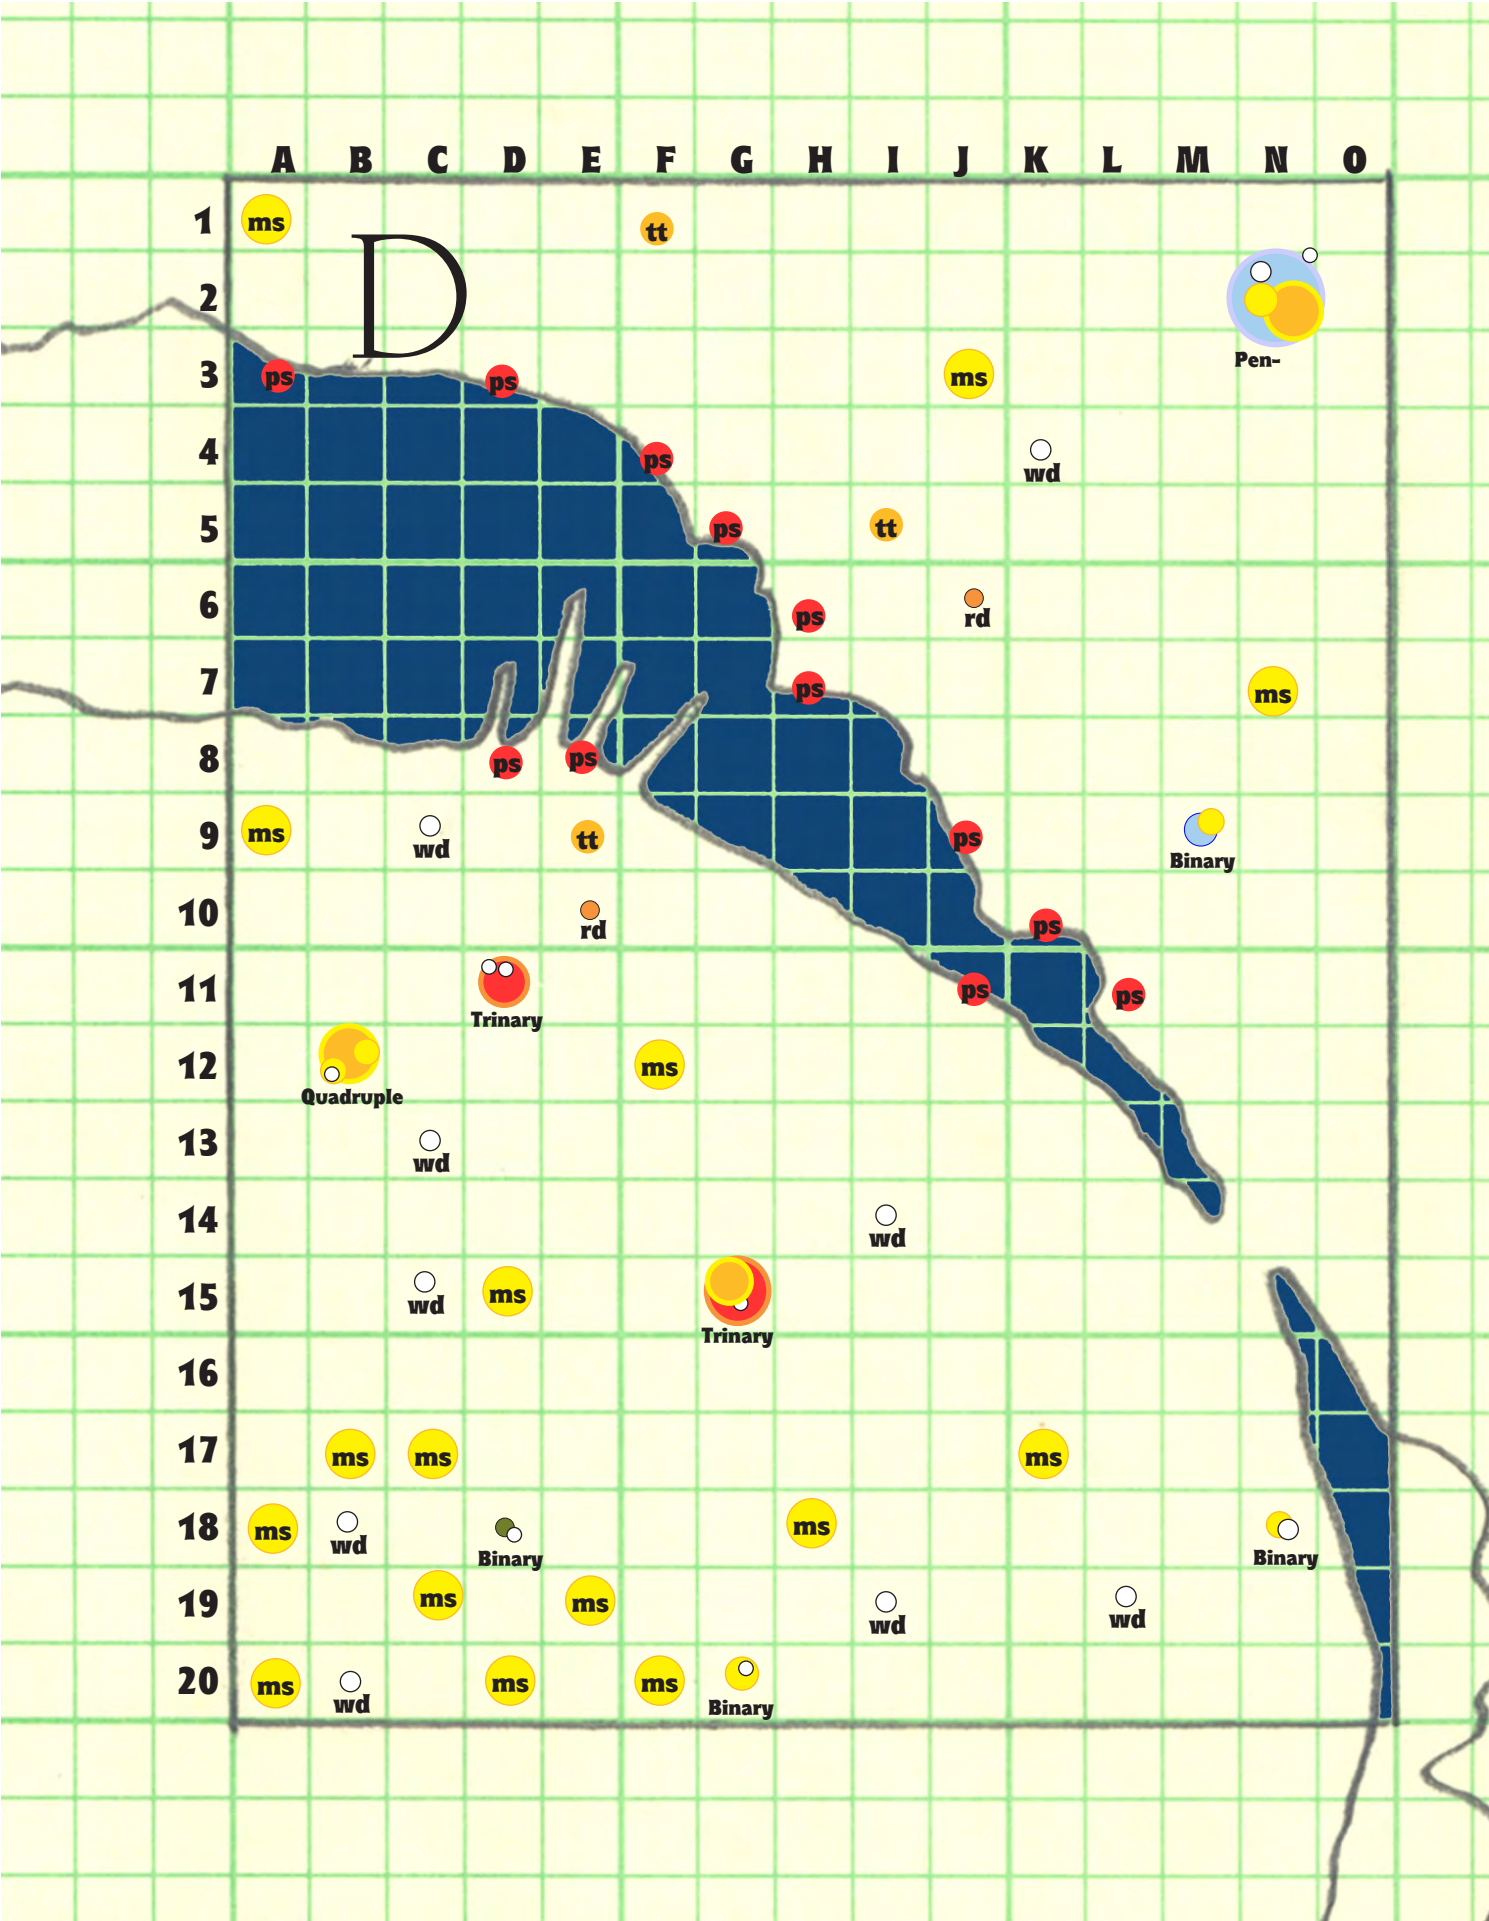 A B C D E F G H I J K L M N O
1 ms tt
D
2
Pen-
3 ps ps ms
4 ps wd
5 ps tt
6 ps rd
7 ps ms
8 ps ps
9 ms wd tt ps Binary
10 rd ps
11 ps ps
Trinary
12 ms
Quadruple
13 wd
14 wd
15 wd ms
Trinary
16
17 ms ms ms
18 ms wd Binary ms Binary
19 ms ms wd wd
20 ms wd ms ms Binary